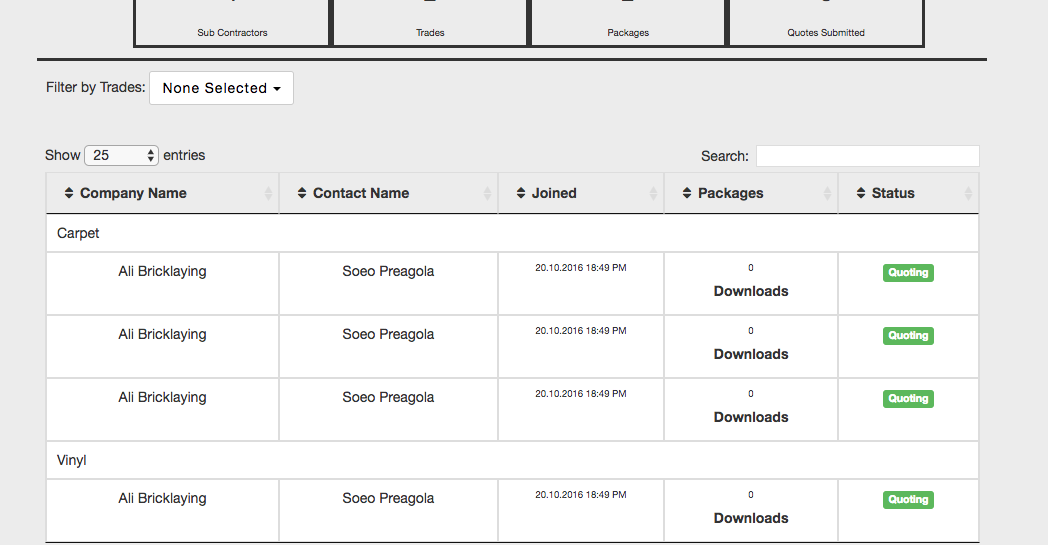 Sub Contractors Trades Packages Quotes Submitted
Filter by Trades: None Selected
Show 25 entries Search:
Company Name Contact Name Joined Packages Status
Carpet
Ali Bricklaying Soeo Preagola 20.10.2016 18:49 PM 0 Quoting
Downloads
Ali Bricklaying Soeo Preagola 20.10.2016 18:49 PM 0 Quoting
Downloads
Ali Bricklaying Soeo Preagola 20.10.2016 18:49 PM 0 Quoting
Downloads
Vinyl
Ali Bricklaying Soeo Preagola 20.10.2016 18:49 PM 0 Quoting
Downloads